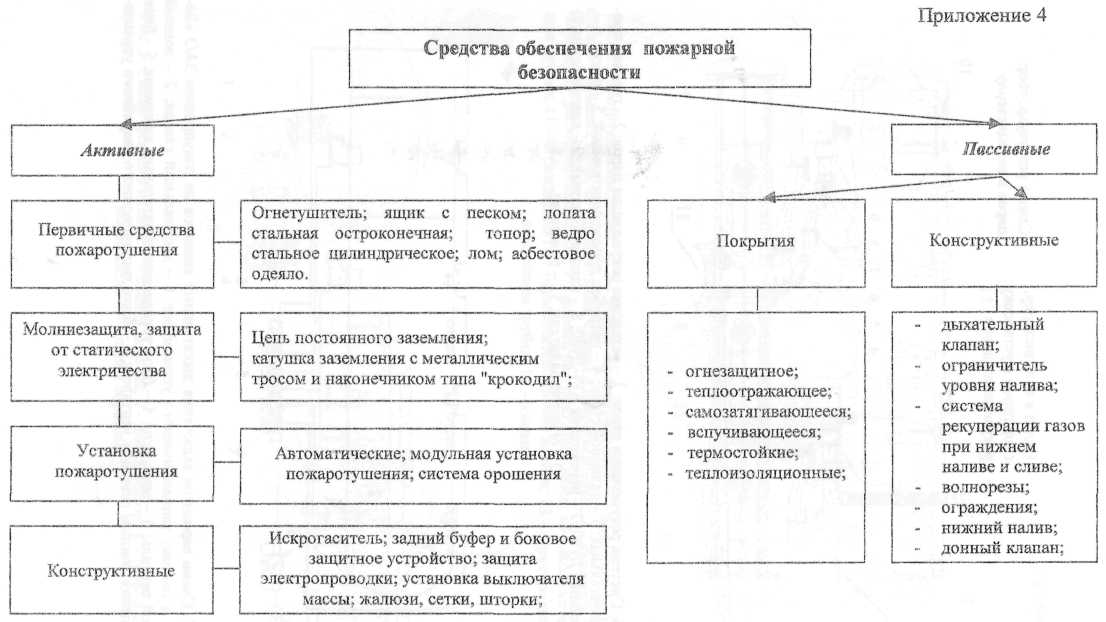 Приложение 4
Средства обеспечения пожарной
безопасности
Активные
Пассивные
Первичные средства
пожаротушения
Огнетушитель; ящик с песком; лопата
стальная остроконечная; топор; ведро
стальное цилиндрическое; лом; асбестовое
одеяло.
Молниезащита, защита
от статического
электричества
Цепь постоянного заземления;
катушка заземления с металлическим
тросом и наконечником типа "крокодил";
Установка
пожаротушения
Автоматические; модульная установка
пожаротушения; система орошения
Конструктивные
Искрогаситель; задний буфер и боковое
защитное устройство; защита
электропроводки; установка выключателя
массы; жалюзи, сетки, шторки;
Покрытия
- огнезащитное;
- теплоотражающее;
- самозатягивающееся;
- вспучивающееся;
- термостойкие;
- теплоизоляционные;
Конструктивные
- дыхательный
клапан;
- ограничитель
уровня налива;
- система
рекуперации газов
при нижнем
наливе и сливе;
- волнорезы;
- ограждения;
- нижний налив;
- донный клапан;